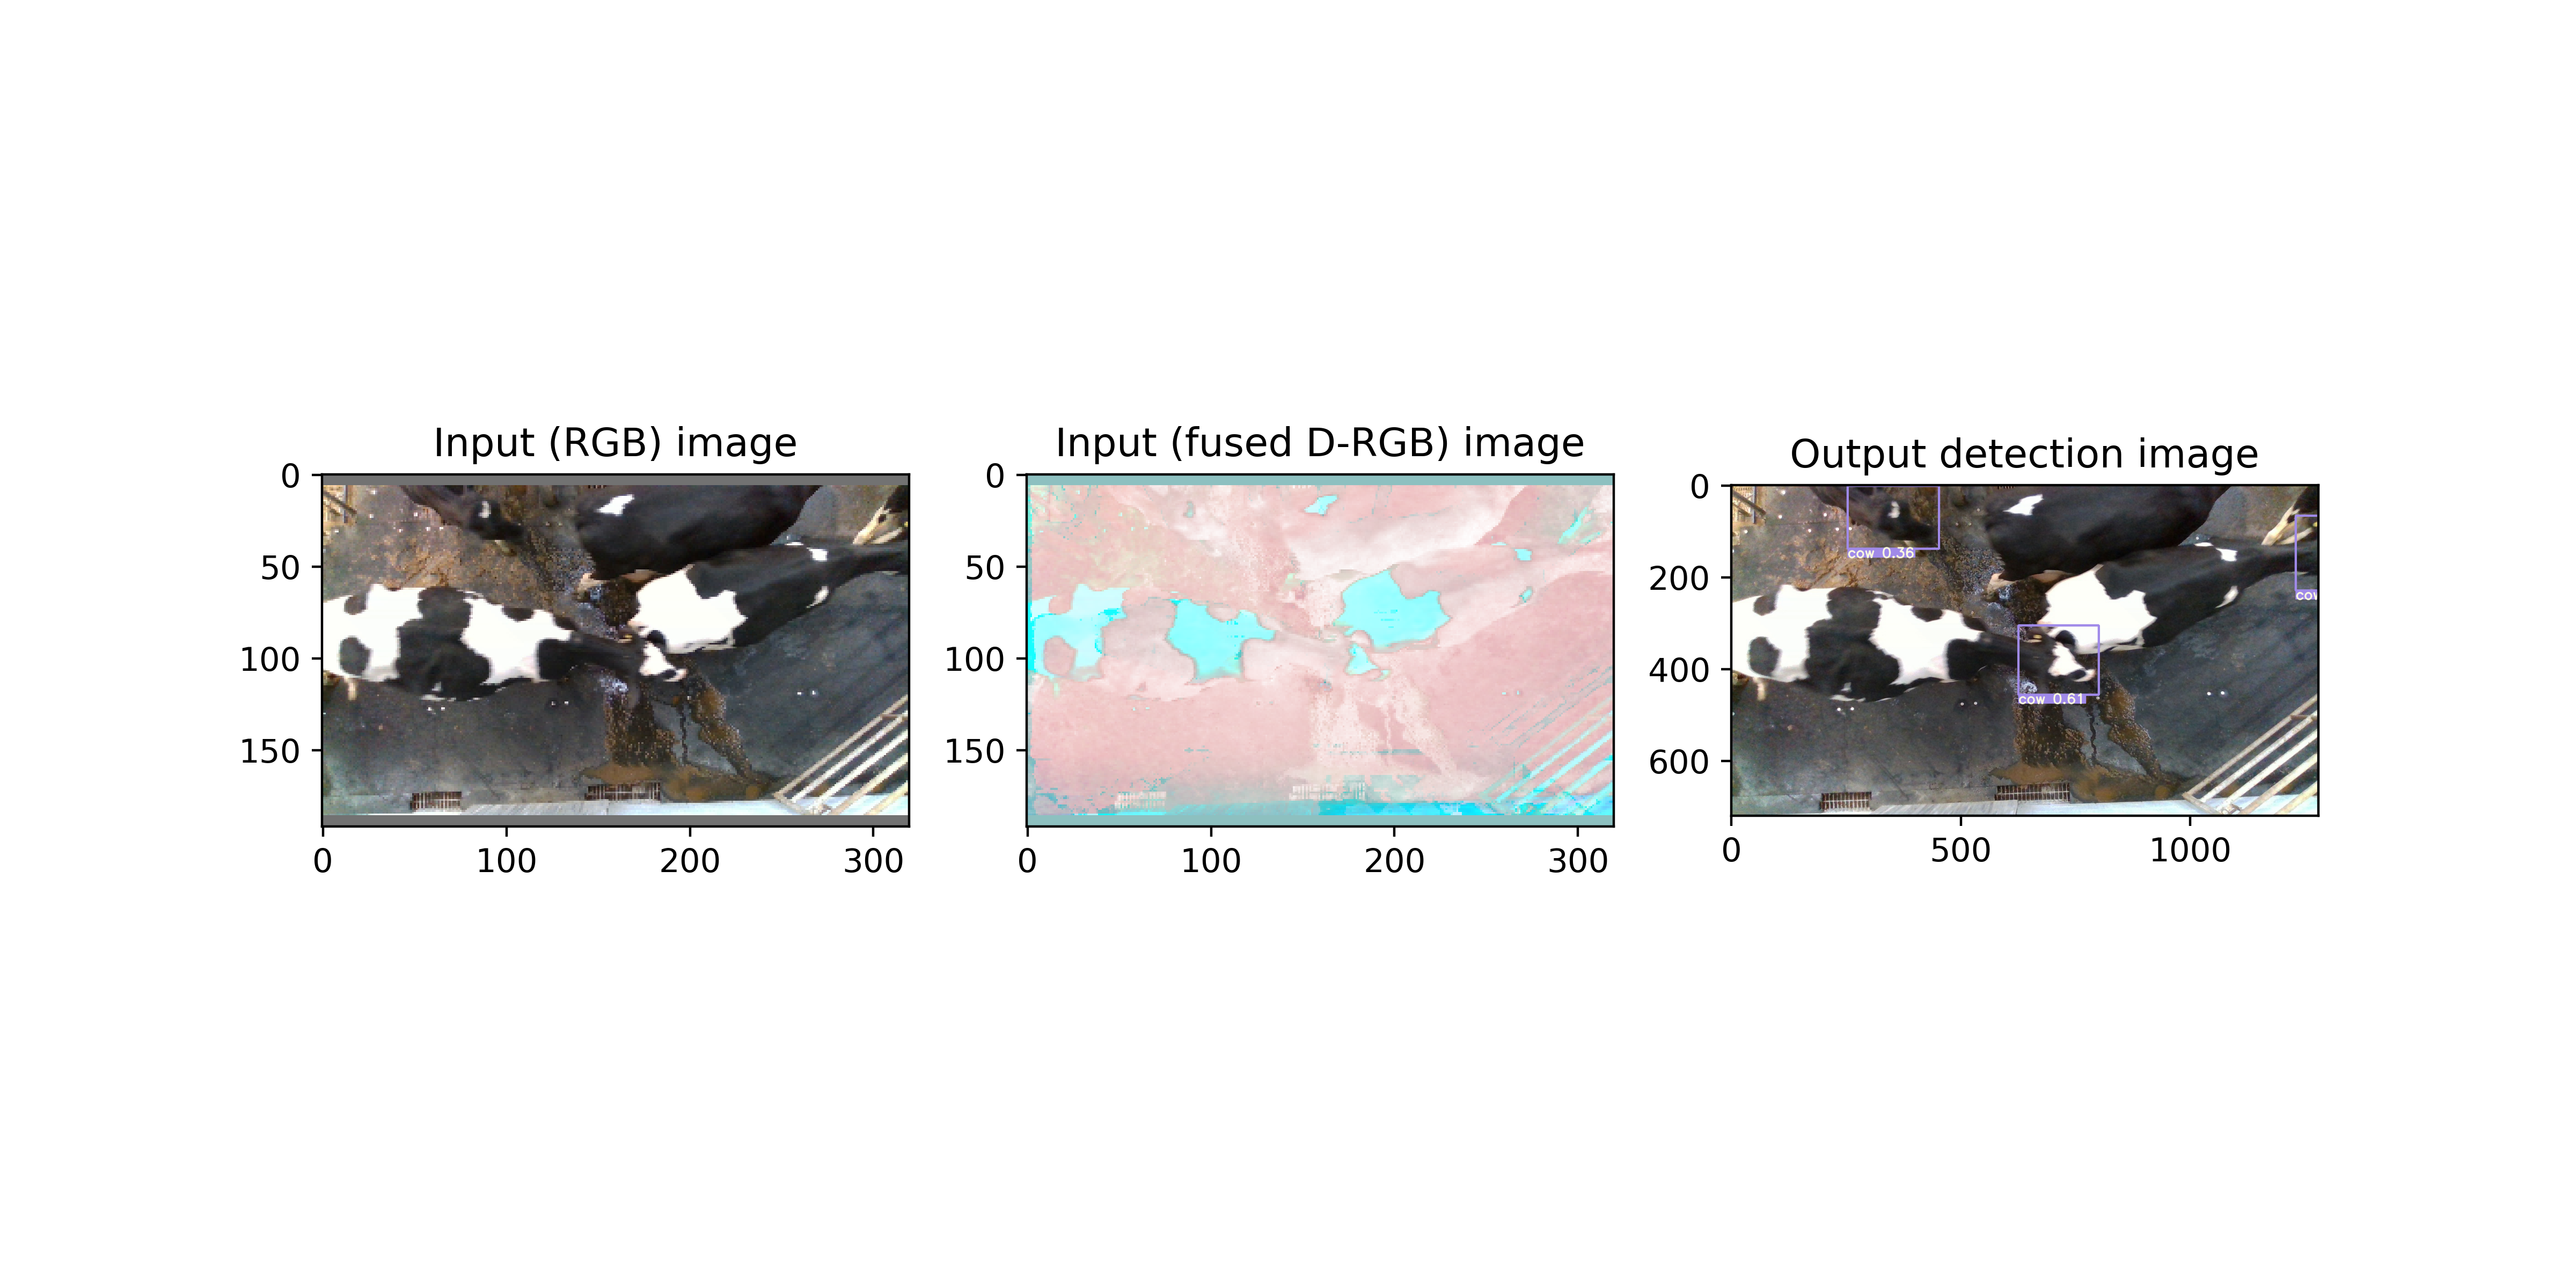 Input (RGB) image
0
50
100
150
0 100 200 300
Input (fused D-RGB) image
0
50
100
150
0 100 200 300
Output detection image
0
200
400
600
0 500 1000
cow 0.36
cow
cow 0.61